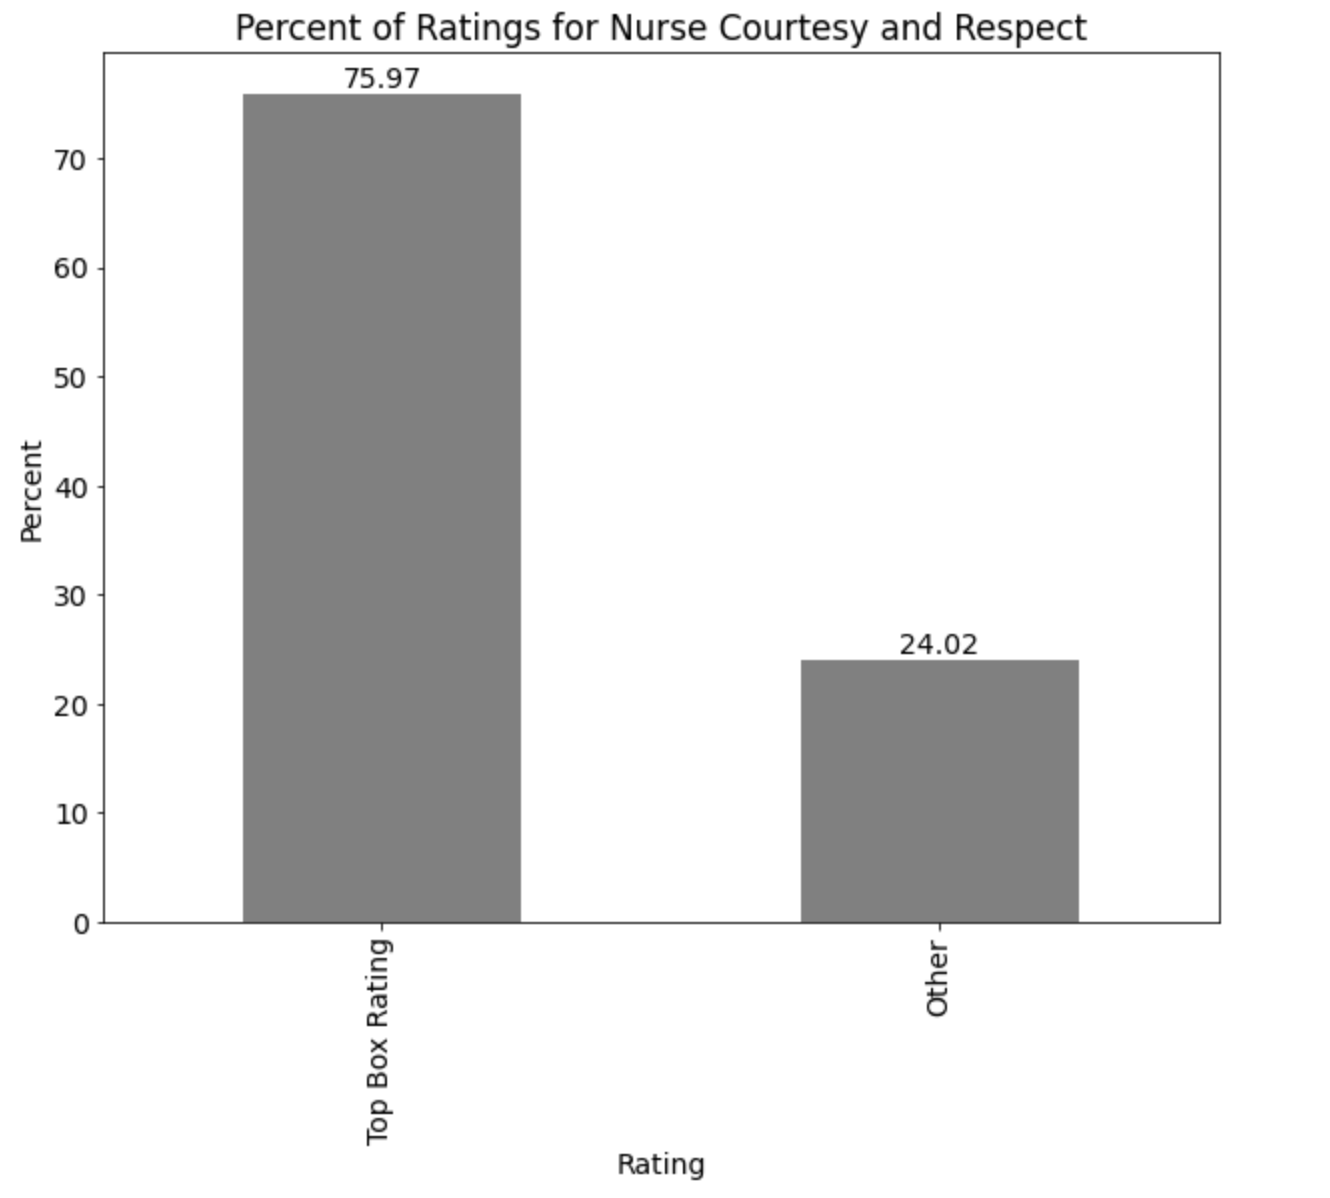 Percent of Ratings for Nurse Courtesy and Respect
75.97
70
60
50
40
30
24.02
20
10
0
Percent
Top Box Rating
Other
Rating